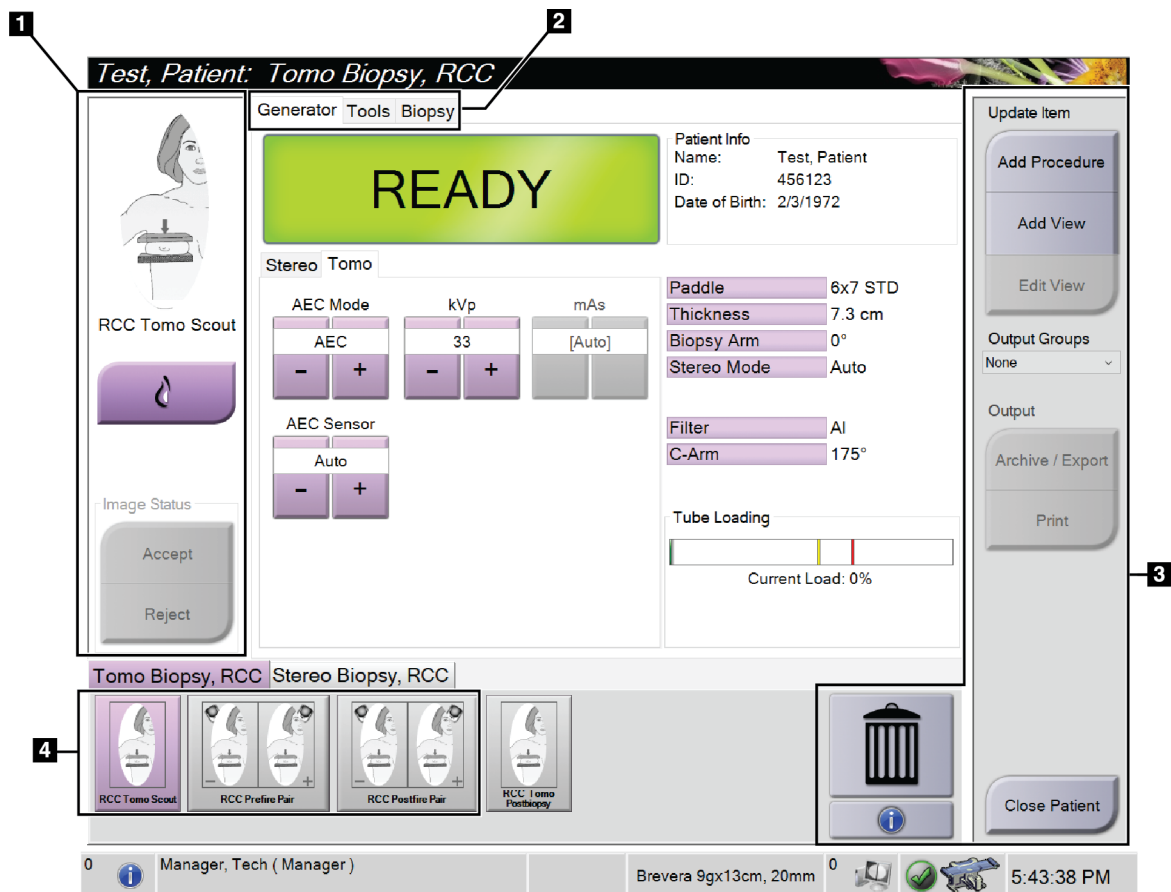 1
2
Test, Patient: Tomo Biopsy, RCC
Generator Tools Biopsy
READY
Patient Info
Name: Test, Patient
ID: 456123
Date of Birth: 2/3/1972
Update Item
Add Procedure
Add View
Edit View
Output Groups
None
Output
Archive / Export
Print
3
Close Patient
RCC Tomo Scout
Image Status
Accept
Reject
Stereo Tomo
AEC Mode kVp mAs
AEC 33 [Auto]
- + - +
AEC Sensor
Auto
- +
Paddle 6x7 STD
Thickness 7.3 cm
Biopsy Arm 0°
Stereo Mode Auto
Filter Al
C-Arm 175°
Tube Loading
Current Load: 0%
Tomo Biopsy, RCC Stereo Biopsy, RCC
4
RCC Tomo Scout
- +
RCC Prefire Pair
- +
RCC Postfire Pair
RCC Tomo
Postbiopsy
i
0 i Manager, Tech ( Manager ) Brevera 9gx13cm, 20mm 0 5:43:38 PM